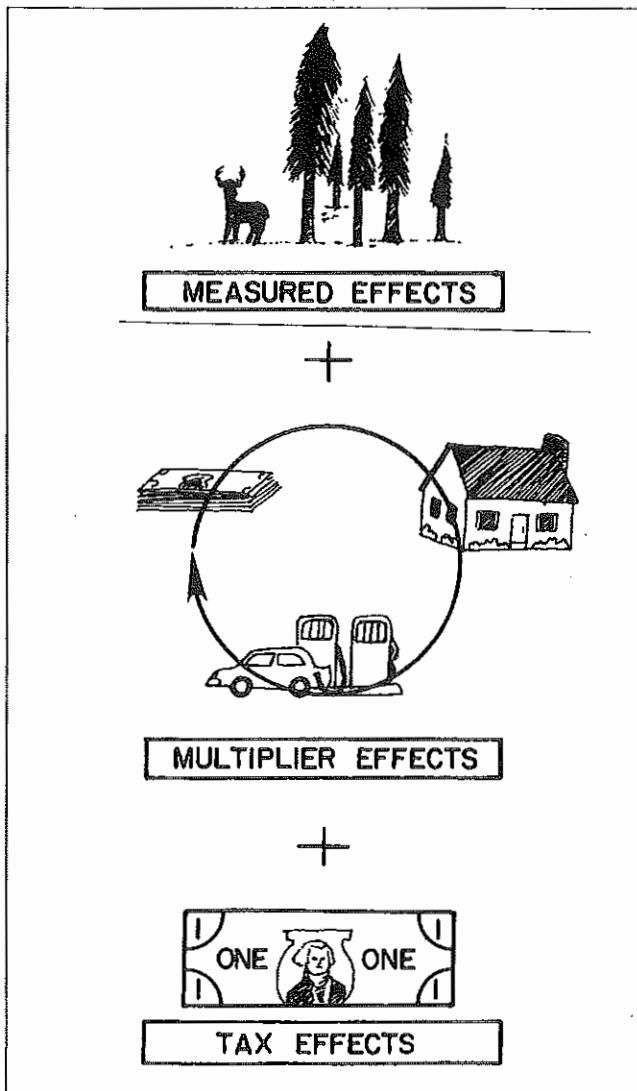 MEASURED EFFECTS
+
MULTIPLIER EFFECTS
+
1 1
ONE ONE
1 1
TAX EFFECTS